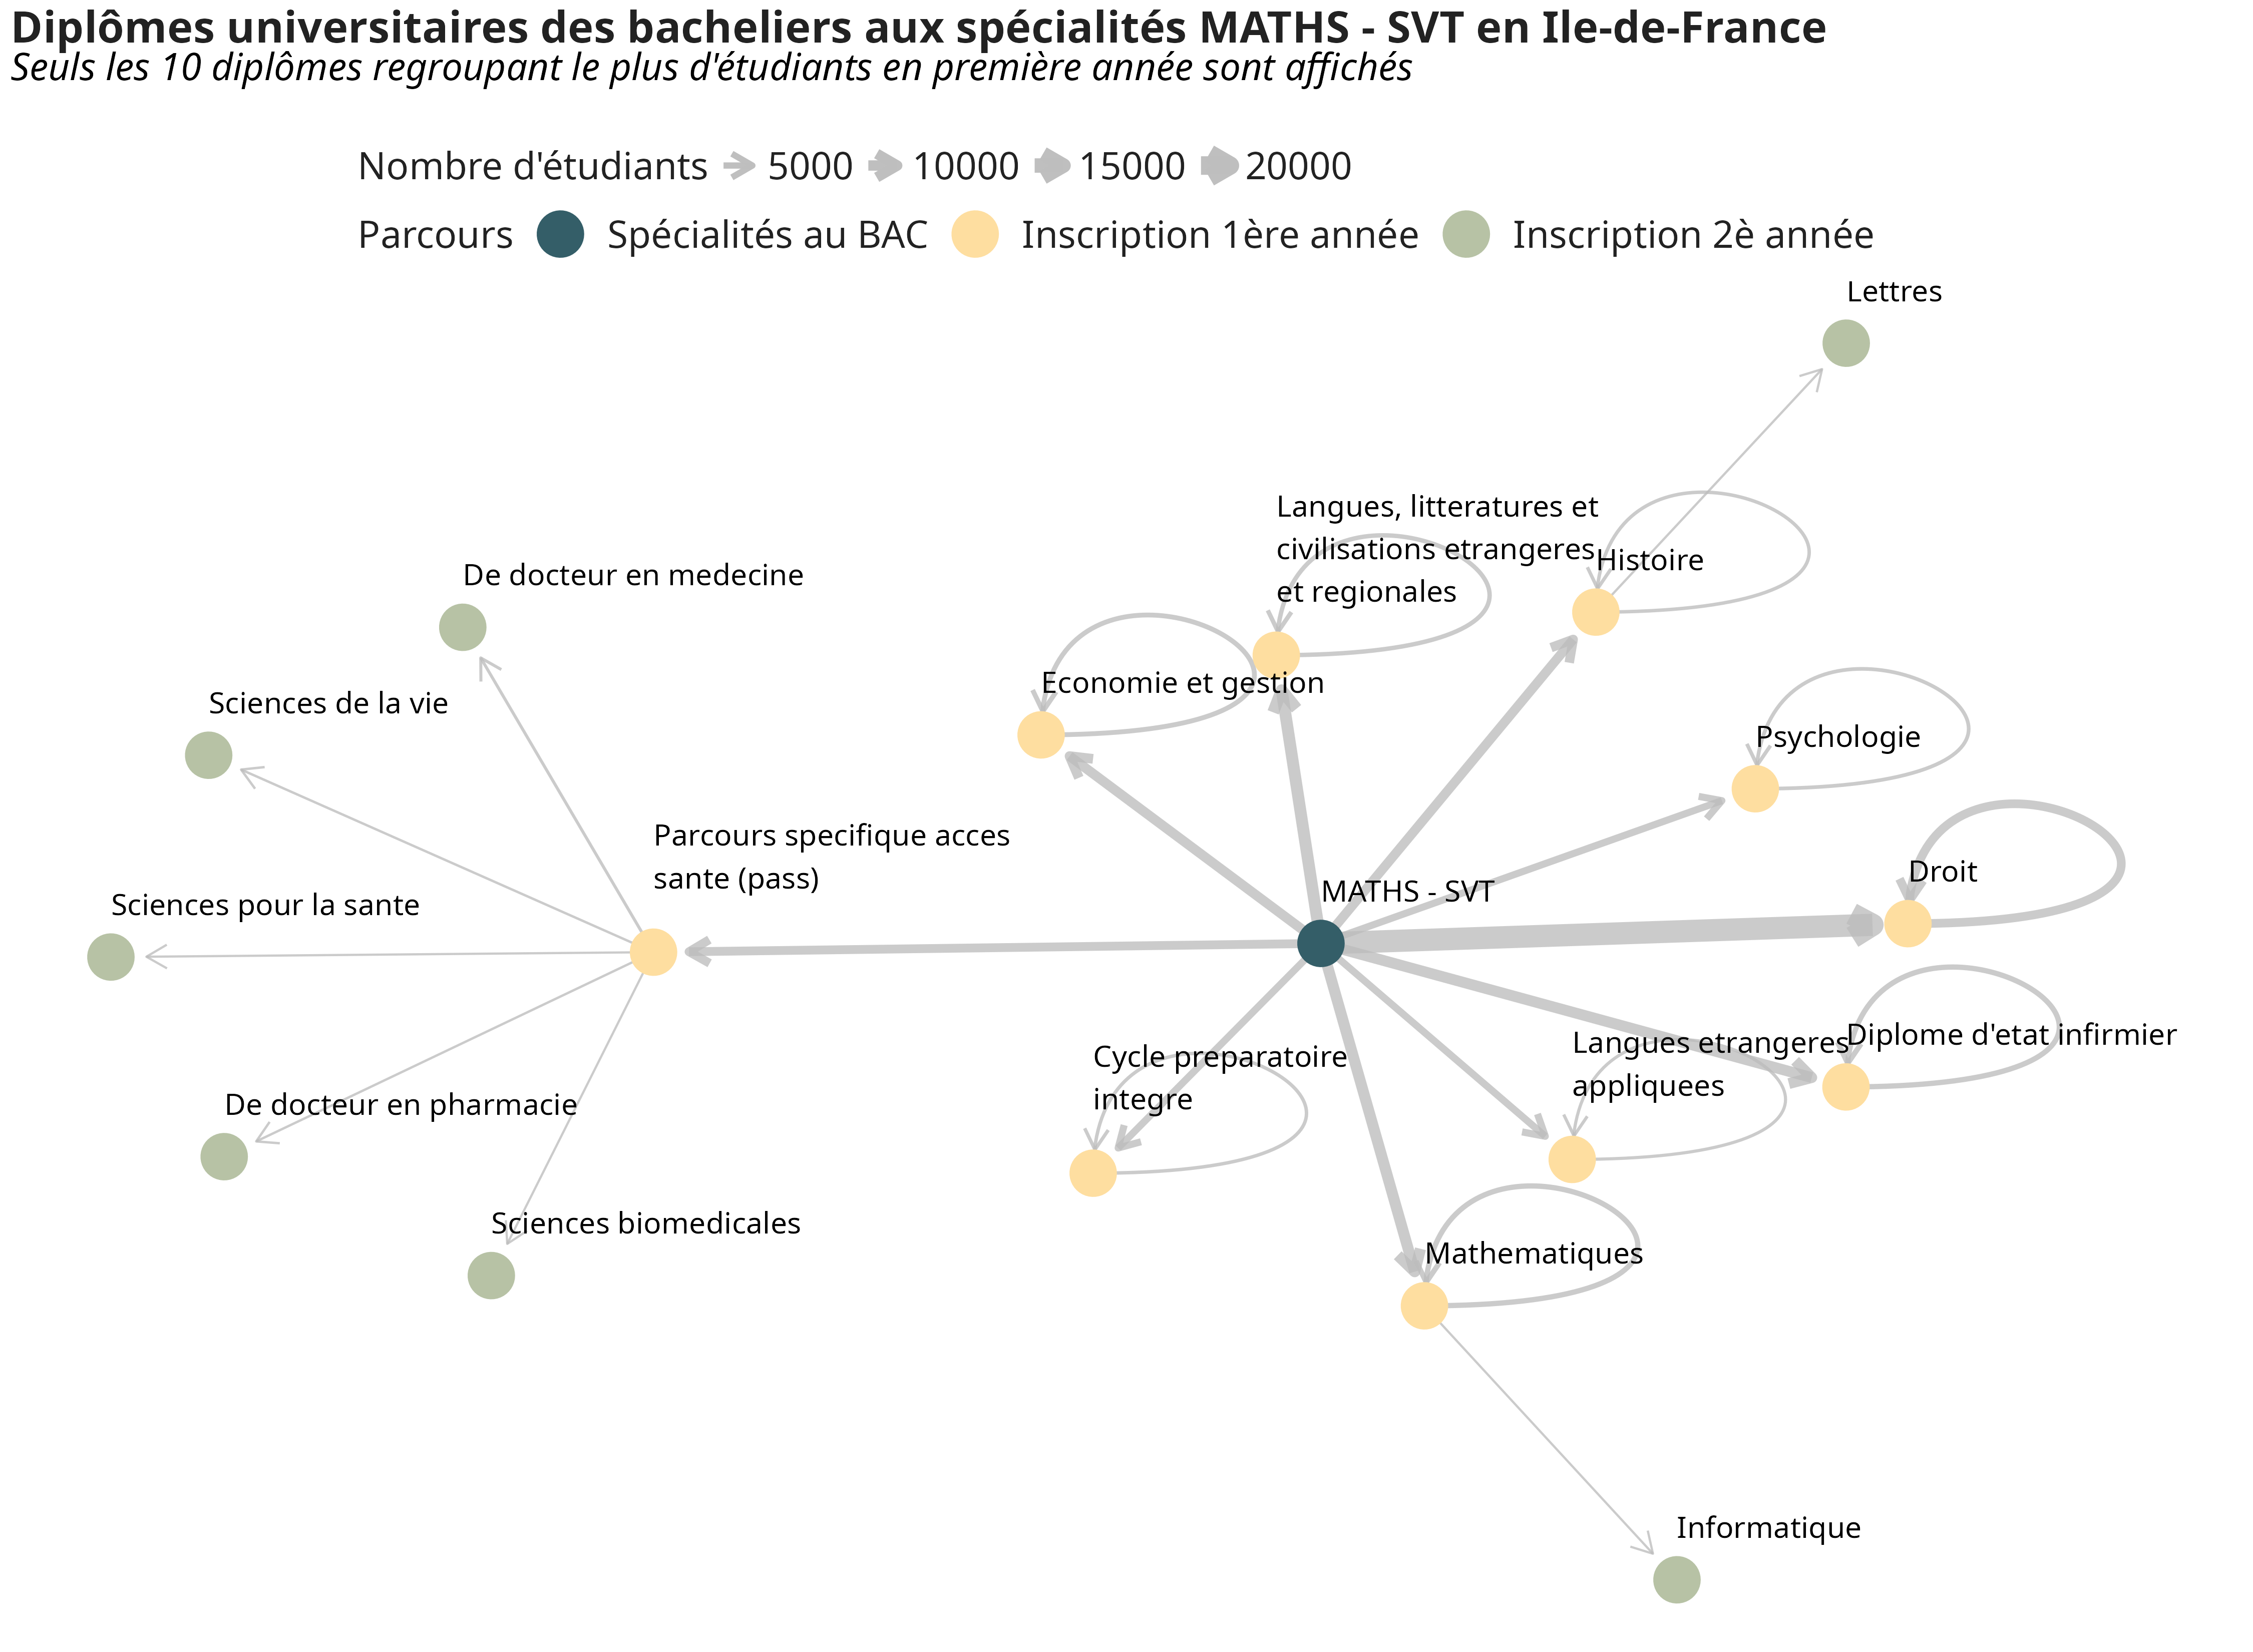 Diplômes universitaires des bacheliers aux spécialités MATHS - SVT en Ile-de-France
Seuls les 10 diplômes regroupant le plus d'étudiants en première année sont affichés
Nombre d'étudiants 5000 10000 15000 20000
Parcours Spécialités au BAC Inscription 1ère année Inscription 2è année
Lettres
Langues, litteratures et
civilisations etrangeres
et regionales
Histoire
De docteur en medecine
Economie et gestion
Sciences de la vie
Psychologie
Parcours specifique acces
sante (pass)
Droit
MATHS - SVT
Sciences pour la sante
Diplome d'etat infirmier
Langues etrangeres
appliquees
Cycle preparatoire
integre
De docteur en pharmacie
Sciences biomedicales
Mathematiques
Informatique